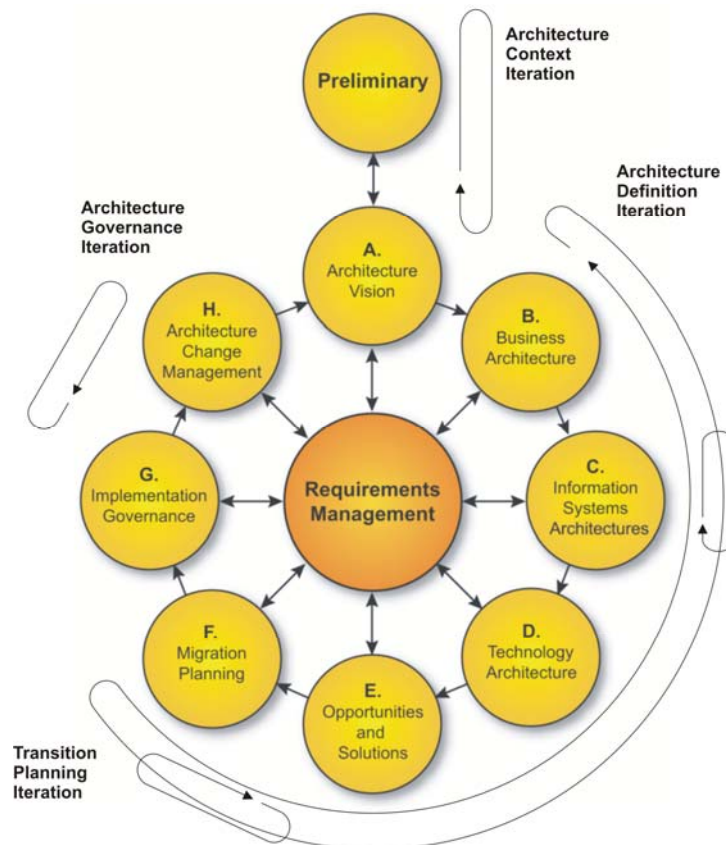 Architecture
Context
Iteration
Preliminary
Architecture
Definition
Iteration
Architecture
Governance
Iteration
A.
Architecture
Vision
H.
Architecture
Change
Management
B.
Business
Architecture
G.
Implementation
Governance
Requirements
Management
C.
Information
Systems
Architectures
F.
Migration
Planning
D.
Technology
Architecture
E.
Opportunities
and
Solutions
Transition
Planning
Iteration